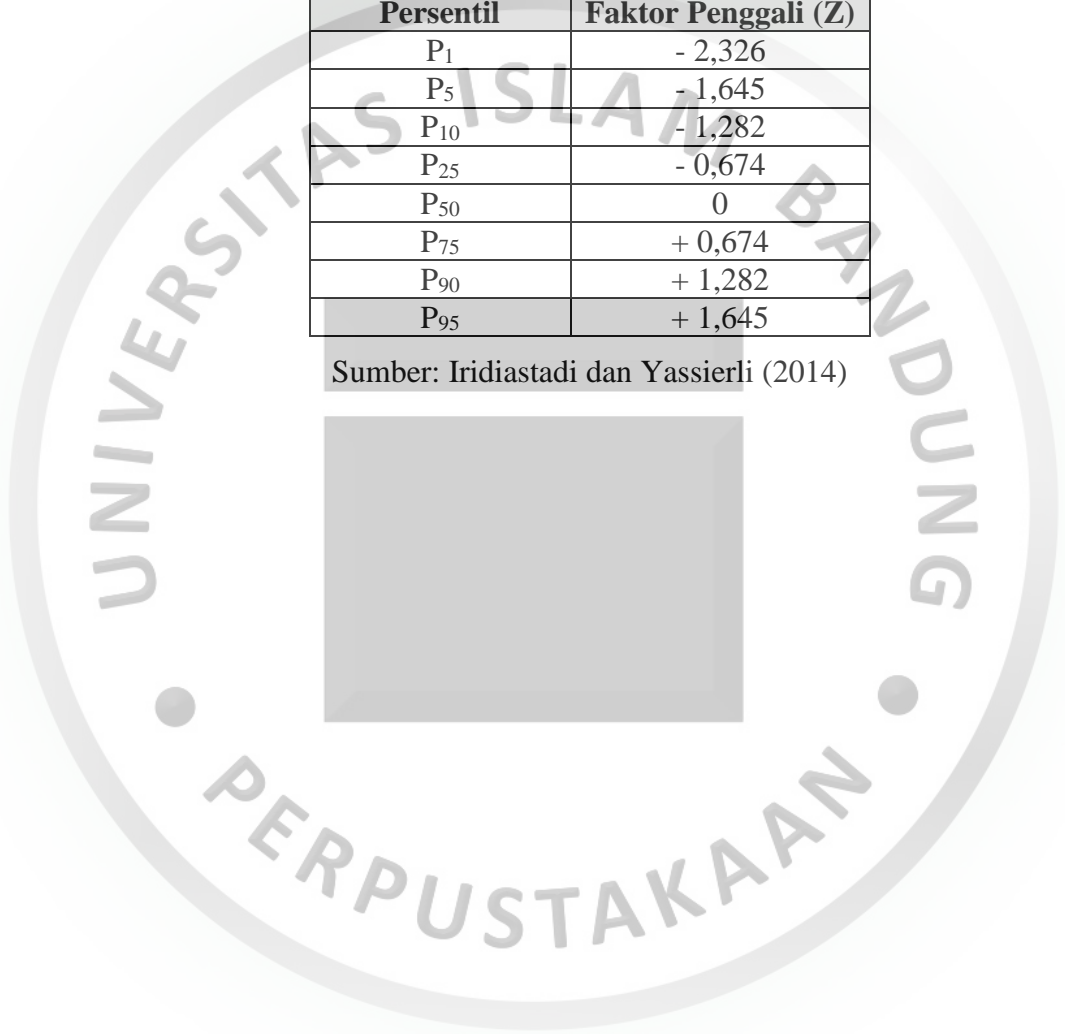 Persentil Faktor Penggali (Z)
P₁ - 2,326
P₅ - 1,645
P₁₀ - 1,282
P₂₅ - 0,674
P₅₀ 0
P₇₅ + 0,674
P₉₀ + 1,282
P₉₅ + 1,645
Sumber: Iridiastadi dan Yassierli (2014)
UNIVERSITAS ISLAM BANDUNG
PERPUSTAKAAN